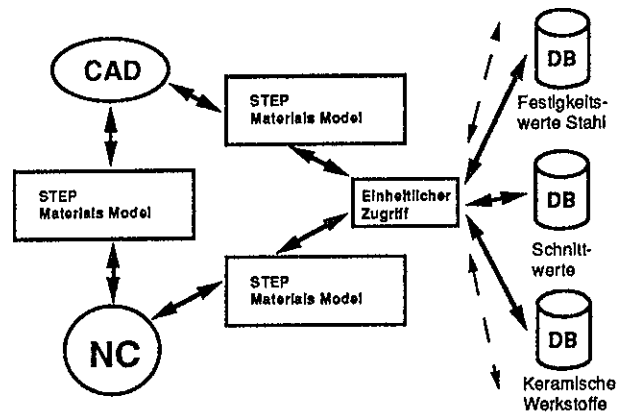 CAD
DB
Festigkeits-
werte Stahl
STEP
Materials Model
STEP
Materials Model
Einheitlicher
Zugriff
DB
Schnitt-
werte
STEP
Materials Model
NC
DB
Keramische
Werkstoffe